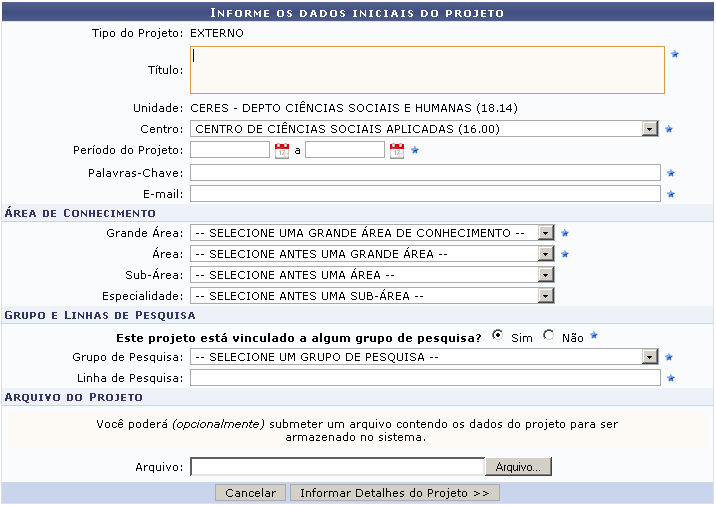 INFORME OS DADOS INICIAIS DO PROJETO
Tipo do Projeto: EXTERNO
Título:
Unidade: CERES - DEPTO CIÊNCIAS SOCIAIS E HUMANAS (18.14)
Centro: CENTRO DE CIÊNCIAS SOCIAIS APLICADAS (16.00)
Período do Projeto: a
Palavras-Chave:
E-mail:
ÁREA DE CONHECIMENTO
Grande Área: -- SELECIONE UMA GRANDE ÁREA DE CONHECIMENTO --
Área: -- SELECIONE ANTES UMA GRANDE ÁREA --
Sub-Área: -- SELECIONE ANTES UMA ÁREA --
Especialidade: -- SELECIONE ANTES UMA SUB-ÁREA --
GRUPO E LINHAS DE PESQUISA
Este projeto está vinculado a algum grupo de pesquisa? Sim Não
Grupo de Pesquisa: -- SELECIONE UM GRUPO DE PESQUISA --
Linha de Pesquisa:
ARQUIVO DO PROJETO
Você poderá (opcionalmente) submeter um arquivo contendo os dados do projeto para ser
armazenado no sistema.
Arquivo: Arquivo...
Cancelar Informar Detalhes do Projeto >>